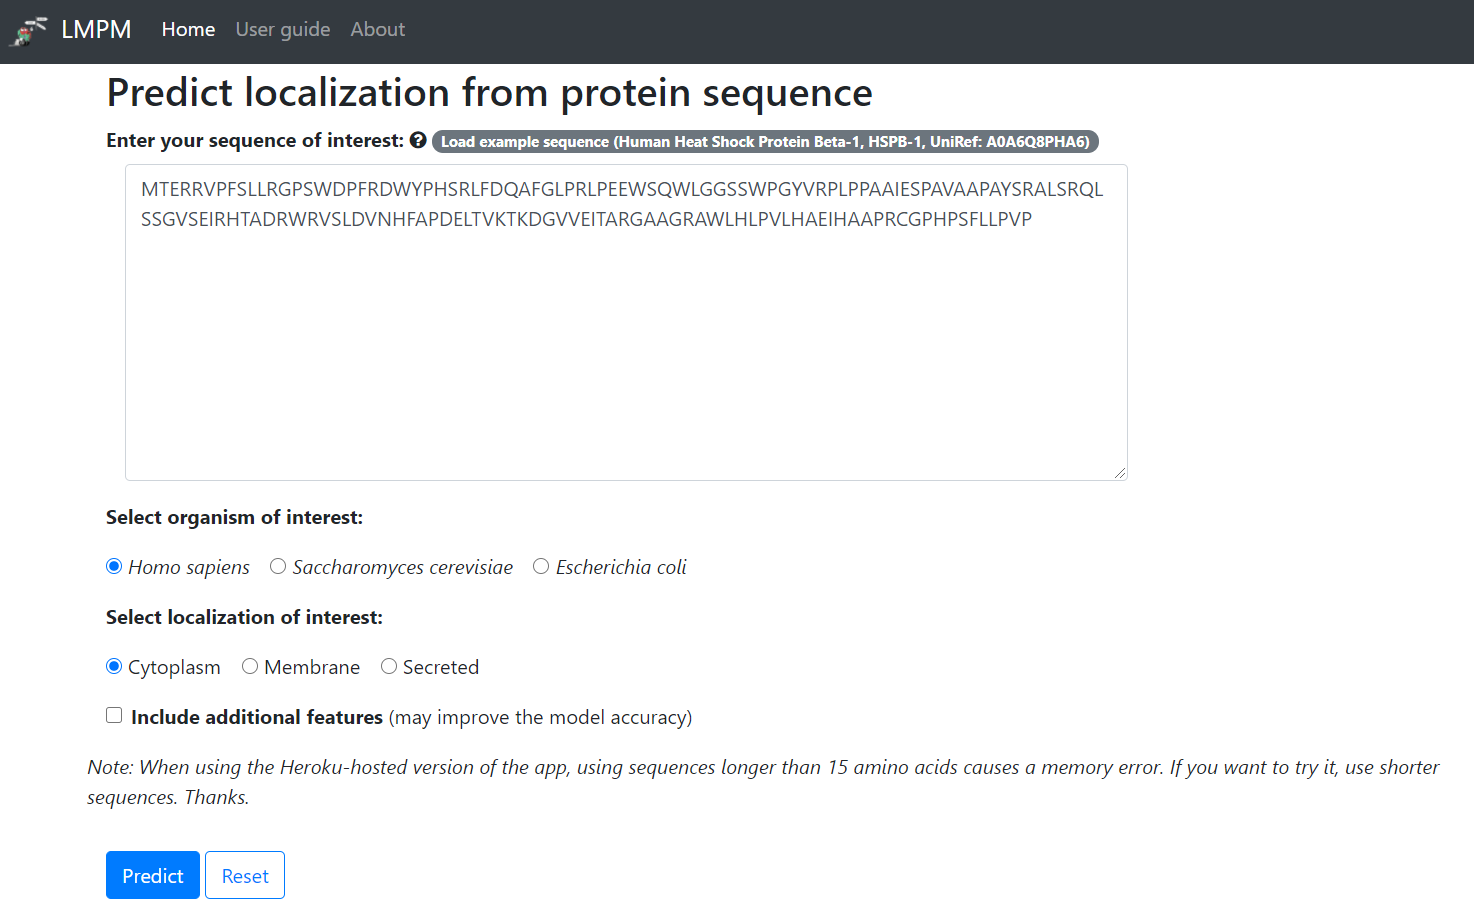 LMPM Home User guide About
Predict localization from protein sequence
Enter your sequence of interest: Load example sequence (Human Heat Shock Protein Beta-1, HSPB-1, UniRef: A0A6Q8PHA6)
MTERRVPFSLLRGPSWDPFRDWYPHSRLFDQAFGLPRLPEEWSQWLGGSSWPGYVRPLPPAAIESPAVAAPAYSRALSRQL
SSGVSEIRHTADRWRVSLDVNHFAPDELTVKTKDGVVEITARGAAGRAWLHLPVLHAEIHAAPRCGPHPSFLLPVP
Select organism of interest:
Homo sapiens Saccharomyces cerevisiae Escherichia coli
Select localization of interest:
Cytoplasm Membrane Secreted
Include additional features (may improve the model accuracy)
Note: When using the Heroku-hosted version of the app, using sequences longer than 15 amino acids causes a memory error. If you want to try it, use shorter
sequences. Thanks.
Predict Reset